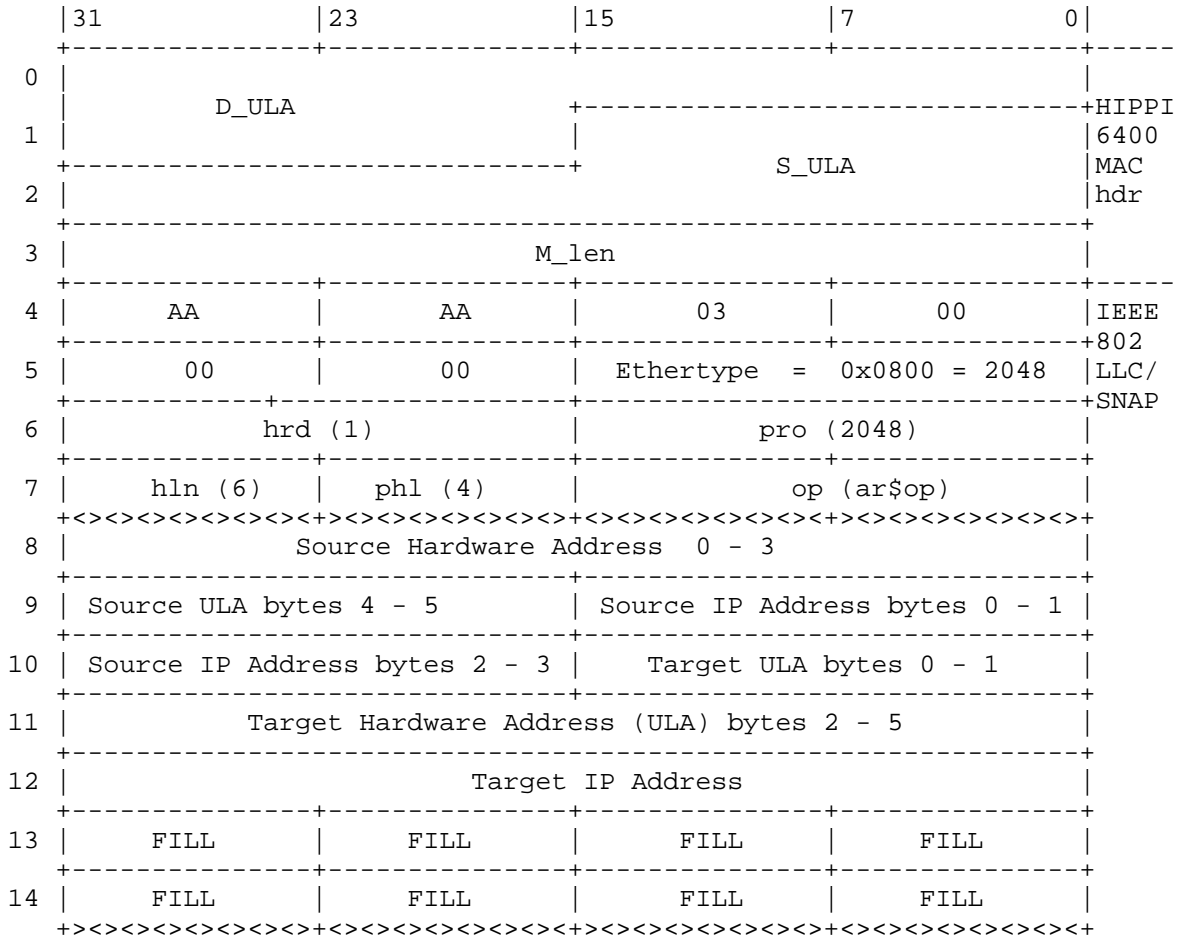 |31 |23 |15 |7 0|
+---------------+---------------+---------------+---------------+-----
0 | |
| D_ULA +-------------------------------+HIPPI
1 | | |6400
+-------------------------------+ S_ULA |MAC
2 | |hdr
+---------------------------------------------------------------+
3 | M_len |
+---------------+---------------+---------------+---------------+-----
4 | AA | AA | 03 | 00 |IEEE
+---------------+---------------+---------------+---------------+802
5 | 00 | 00 | Ethertype = 0x0800 = 2048 |LLC/
+------------+------------------+-------------------------------+SNAP
6 | hrd (1) | pro (2048) |
+---------------+---------------+---------------+---------------+
7 | hln (6) | phl (4) | op (ar$op) |
+<><><><><><><><+><><><><><><><>+<><><><><><><><+><><><><><><><>+
8 | Source Hardware Address 0 - 3 |
+-------------------------------+-------------------------------+
9 | Source ULA bytes 4 - 5 | Source IP Address bytes 0 - 1 |
+-------------------------------+-------------------------------+
10 | Source IP Address bytes 2 - 3 | Target ULA bytes 0 - 1 |
+-------------------------------+-------------------------------+
11 | Target Hardware Address (ULA) bytes 2 - 5 |
+---------------------------------------------------------------+
12 | Target IP Address |
+---------------+---------------+---------------+---------------+
13 | FILL | FILL | FILL | FILL |
+---------------+---------------+---------------+---------------+
14 | FILL | FILL | FILL | FILL |
+><><><><><><><>+<><><><><><><><+><><><><><><><>+<><><><><><><><+